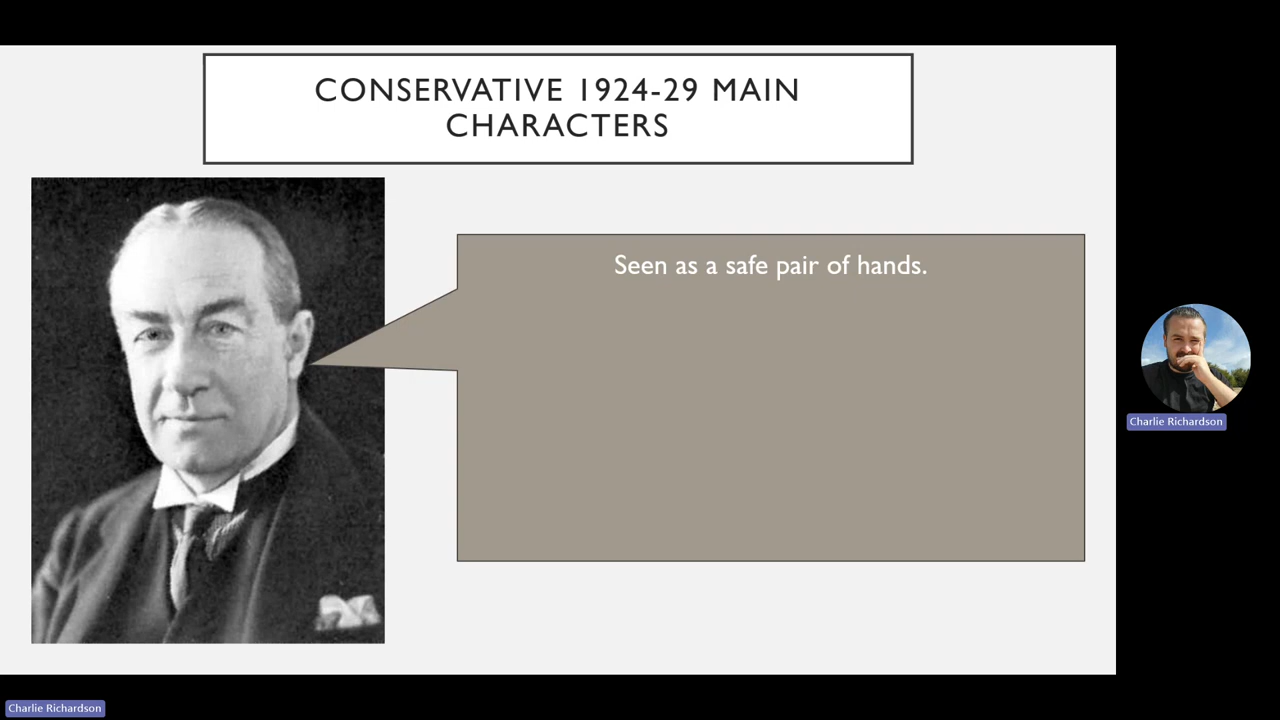 CONSERVATIVE 1924-29 MAIN
CHARACTERS
Seen as a safe pair of hands.
Charlie Richardson
Charlie Richardson